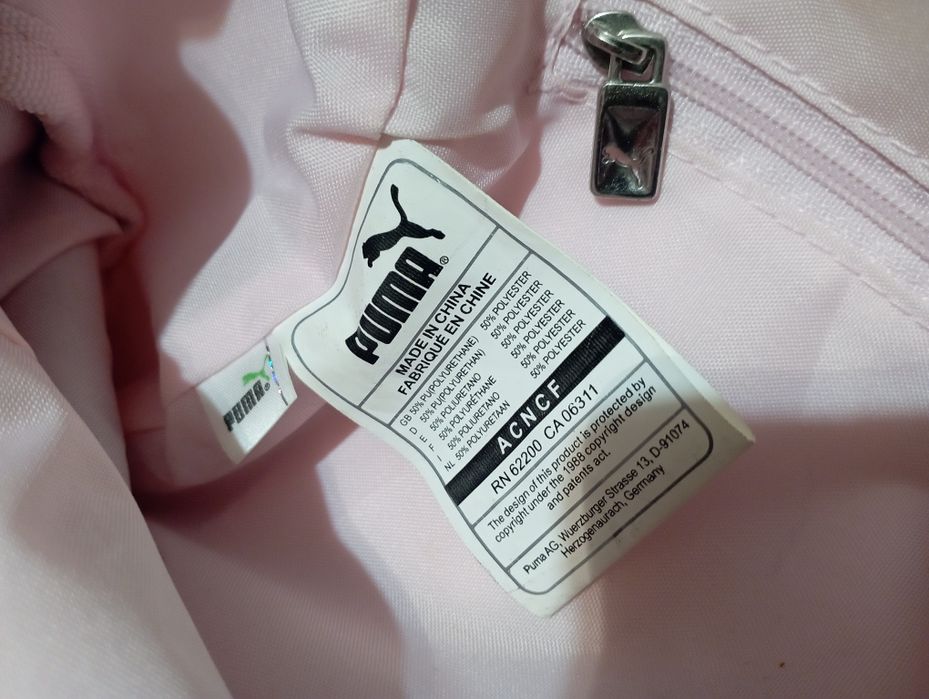 PUMA®
MADE IN CHINA
FABRIQUÉ EN CHINE
GB 50% PU(POLYURETHANE) 50% POLYESTER
D 50% PU(POLYURETHAN) 50% POLYESTER
E 50% POLIURETANO 50% POLYESTER
F 50% POLYURÉTHANE 50% POLYESTER
I 50% POLIURETANO 50% POLYESTER
NL 50% POLYURETAAN 50% POLYESTER
ACNCF
RN 62200 CA 06311
The design of this product is protected by
copyright under the 1988 copyright design
and patents act.
Puma AG, Wuerzburger Strasse 13, D-91074
Herzogenaurach, Germany
PUMA®